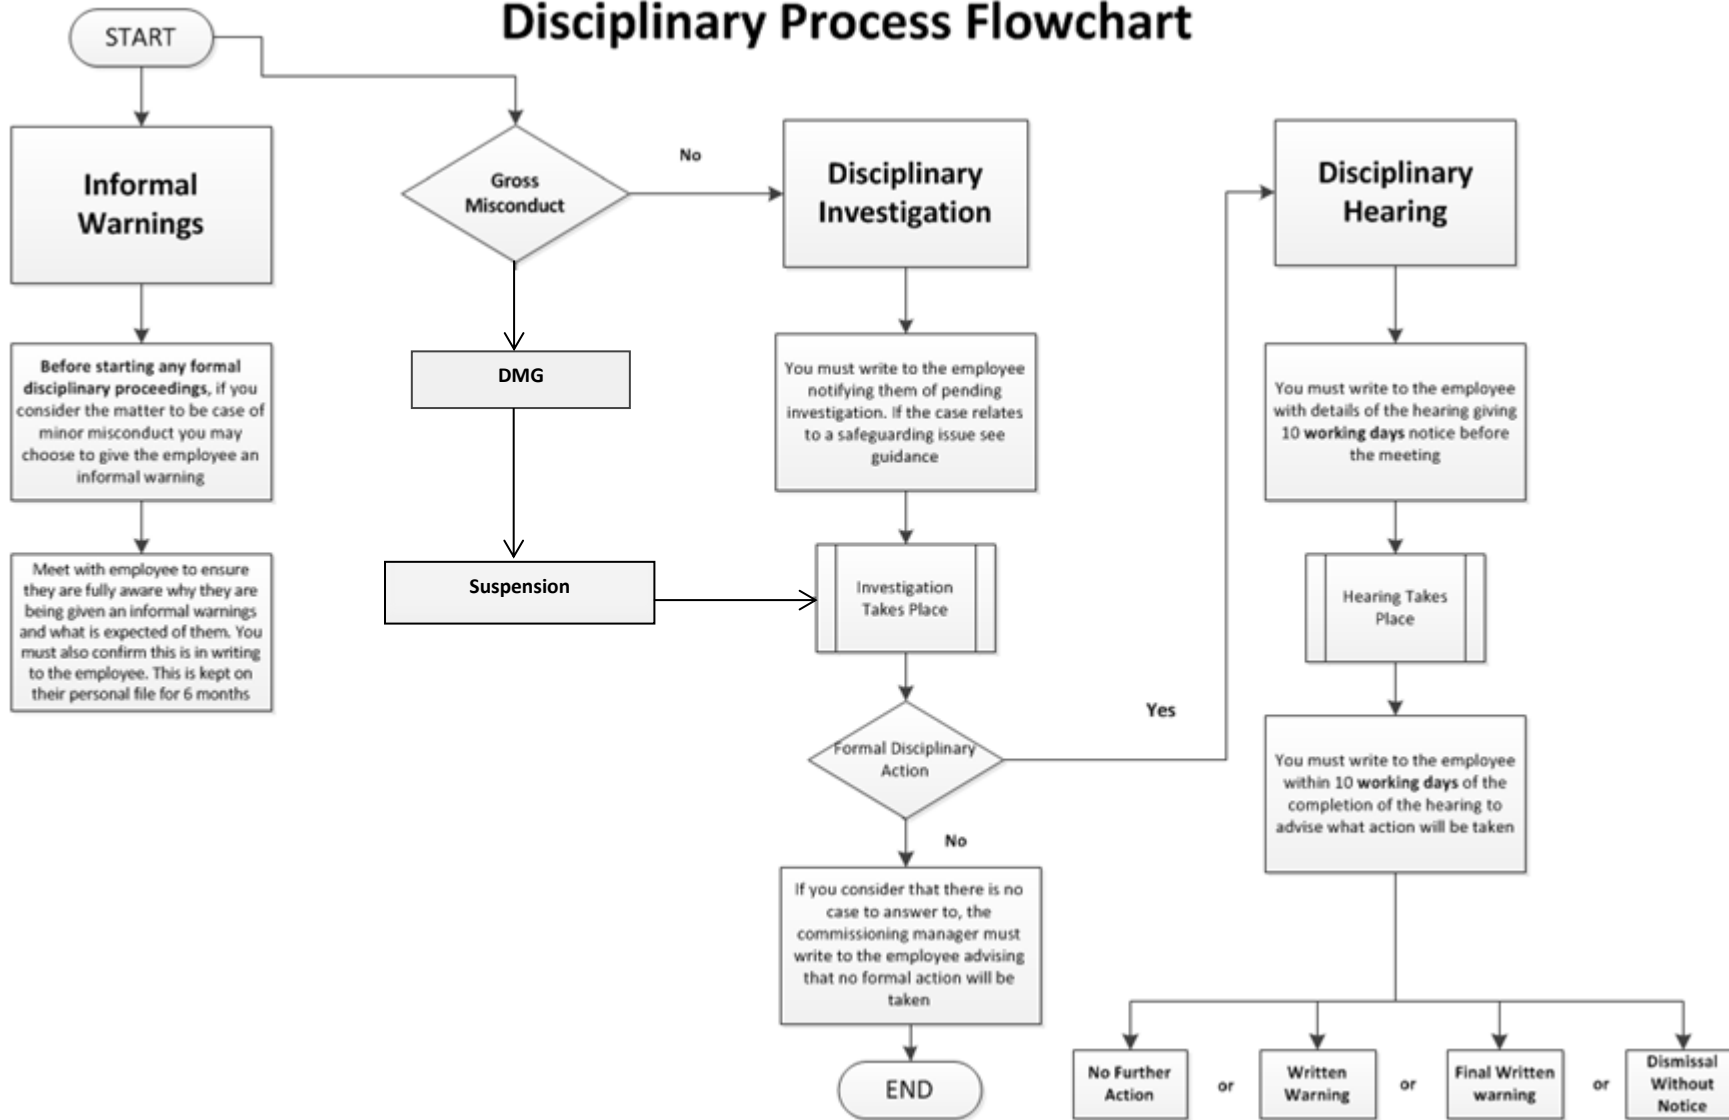 Disciplinary Process Flowchart
START
Informal
Warnings
Before starting any formal
disciplinary proceedings, if you
consider the matter to be case of
minor misconduct you may
choose to give the employee an
informal warning
Meet with employee to ensure
they are fully aware why they are
being given an informal warnings
and what is expected of them. You
must also confirm this is in writing
to the employee. This is kept on
their personal file for 6 months
Gross
Misconduct
No
DMG
Suspension
Disciplinary
Investigation
You must write to the employee
notifying them of pending
investigation. If the case relates
to a safeguarding issue see
guidance
Investigation
Takes Place
Formal Disciplinary
Action
Yes
No
If you consider that there is no
case to answer to, the
commissioning manager must
write to the employee advising
that no formal action will be
taken
END
Disciplinary
Hearing
You must write to the employee
with details of the hearing giving
10 working days notice before
the meeting
Hearing Takes
Place
You must write to the employee
within 10 working days of the
completion of the hearing to
advise what action will be taken
No Further
Action
or
Written
Warning
or
Final Written
warning
or
Dismissal
Without
Notice